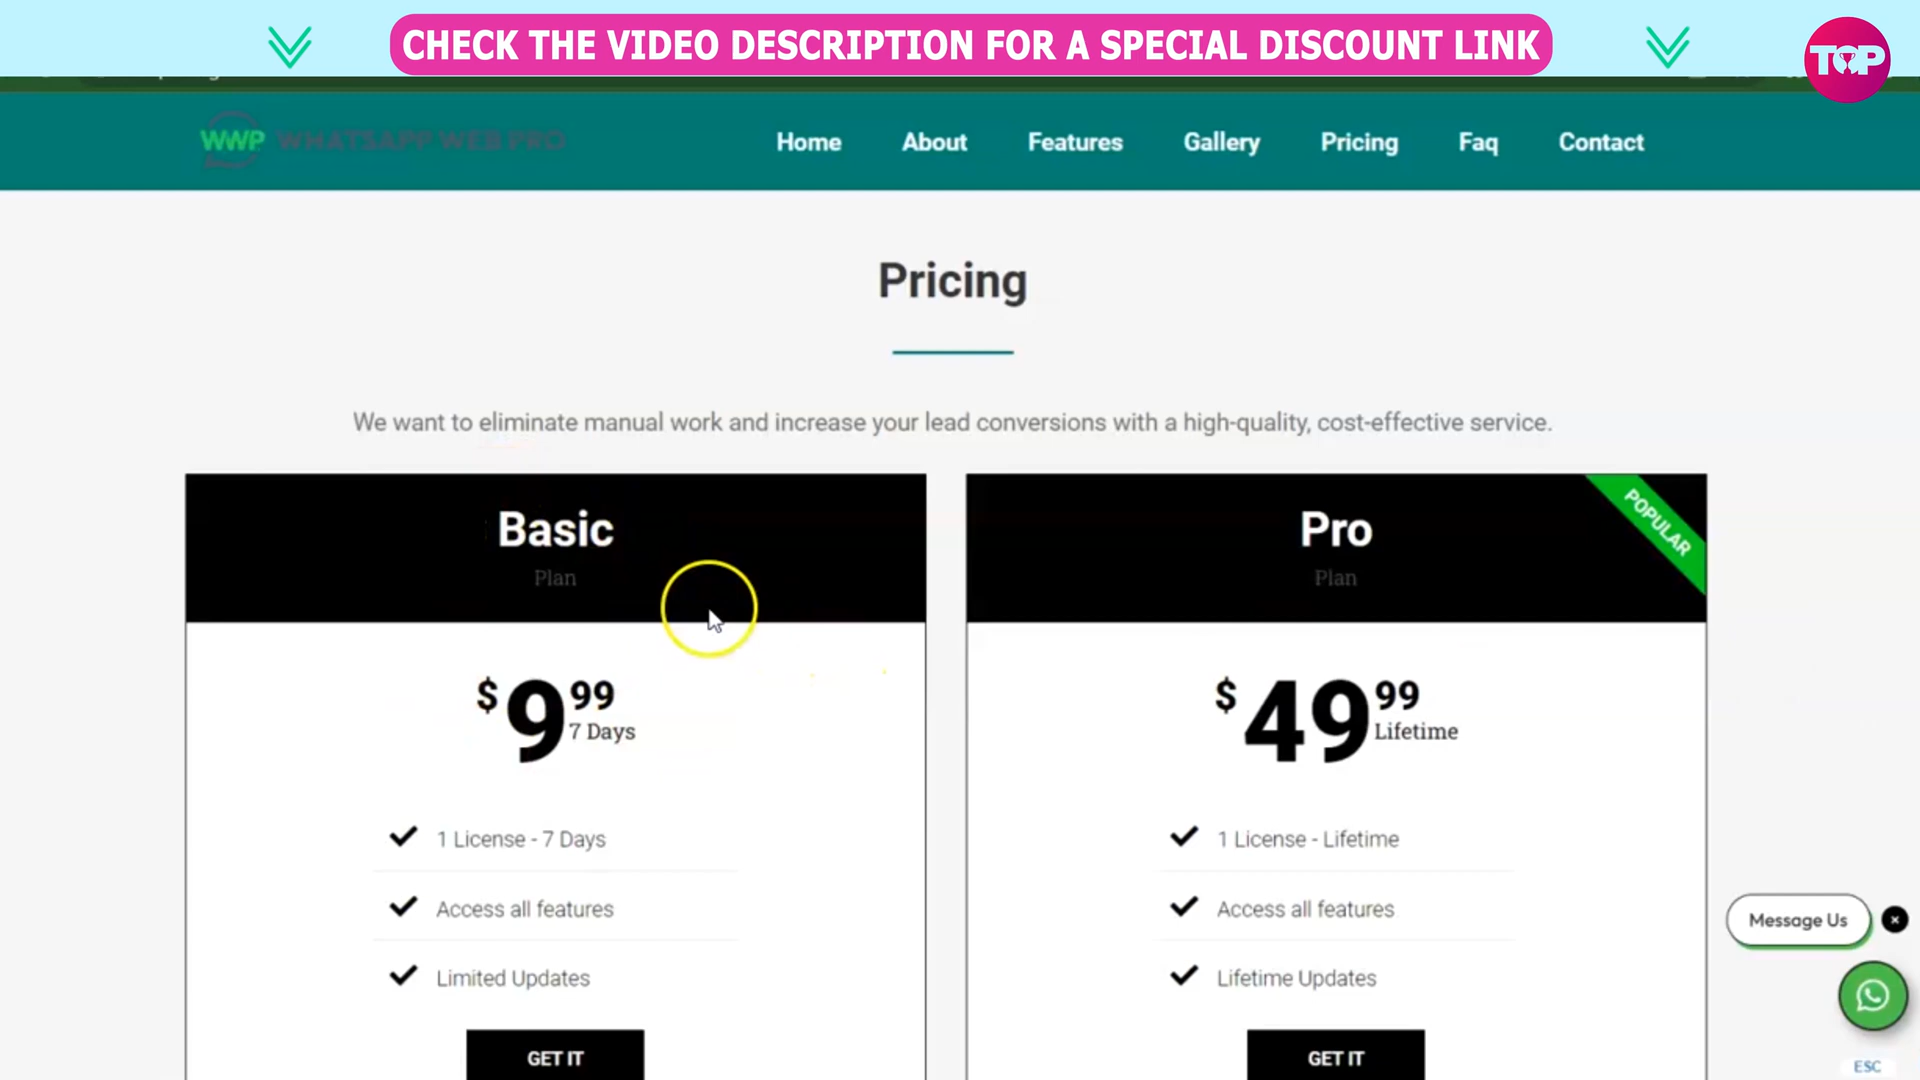 CHECK THE VIDEO DESCRIPTION FOR A SPECIAL DISCOUNT LINK
TOP
WWP WHATSAPP WEB PRO
Home About Features Gallery Pricing Faq Contact
Pricing
We want to eliminate manual work and increase your lead conversions with a high-quality, cost-effective service.
Basic
Plan
$9 99
7 Days
1 License - 7 Days
Access all features
Limited Updates
GET IT
Pro
Plan
POPULAR
$49 99
Lifetime
1 License - Lifetime
Access all features
Lifetime Updates
GET IT
Message Us
ESC